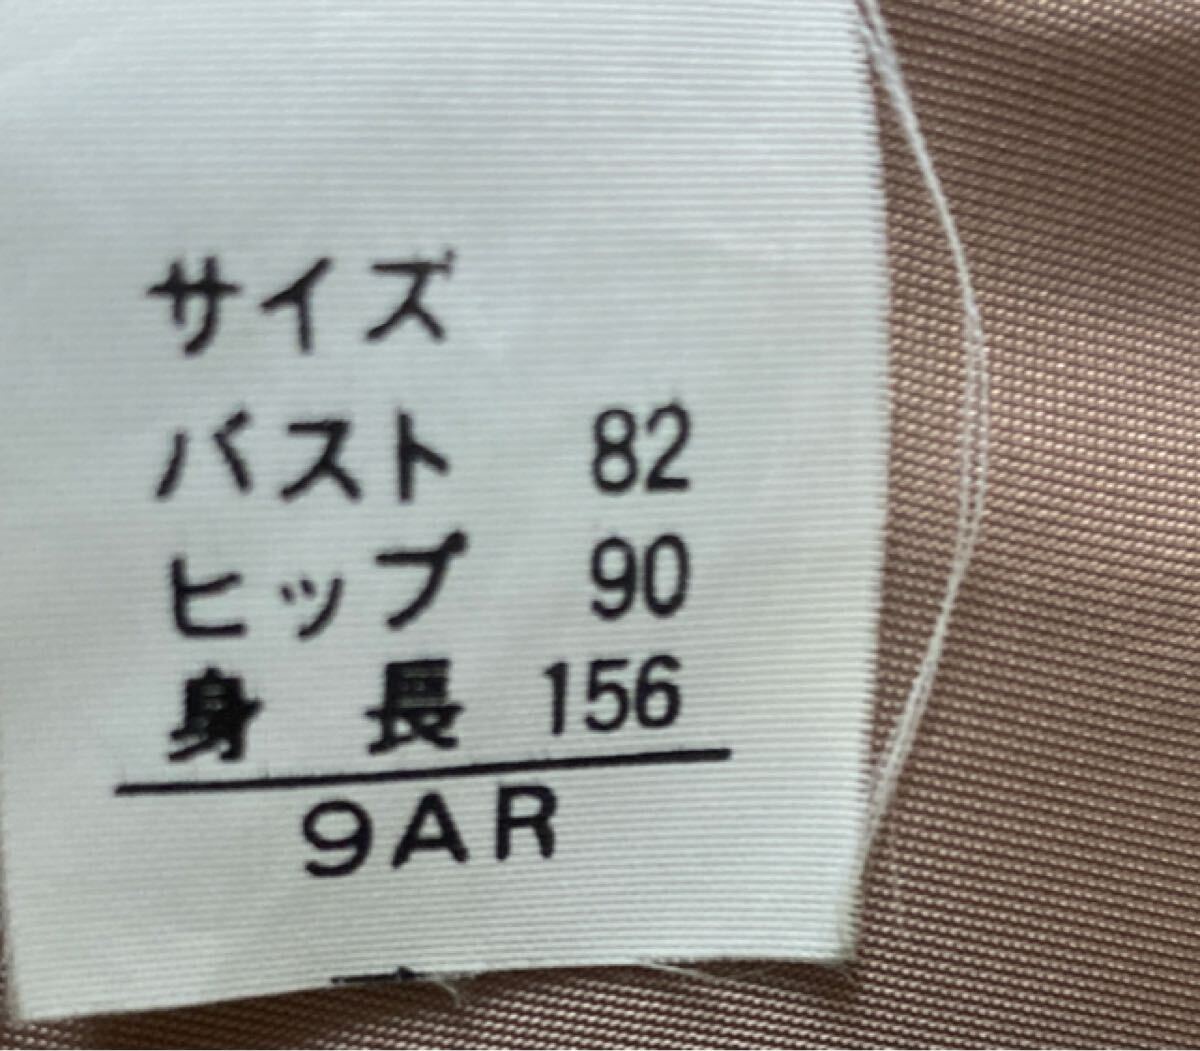 サイズ
バスト 82
ヒップ 90
身長 156
9AR